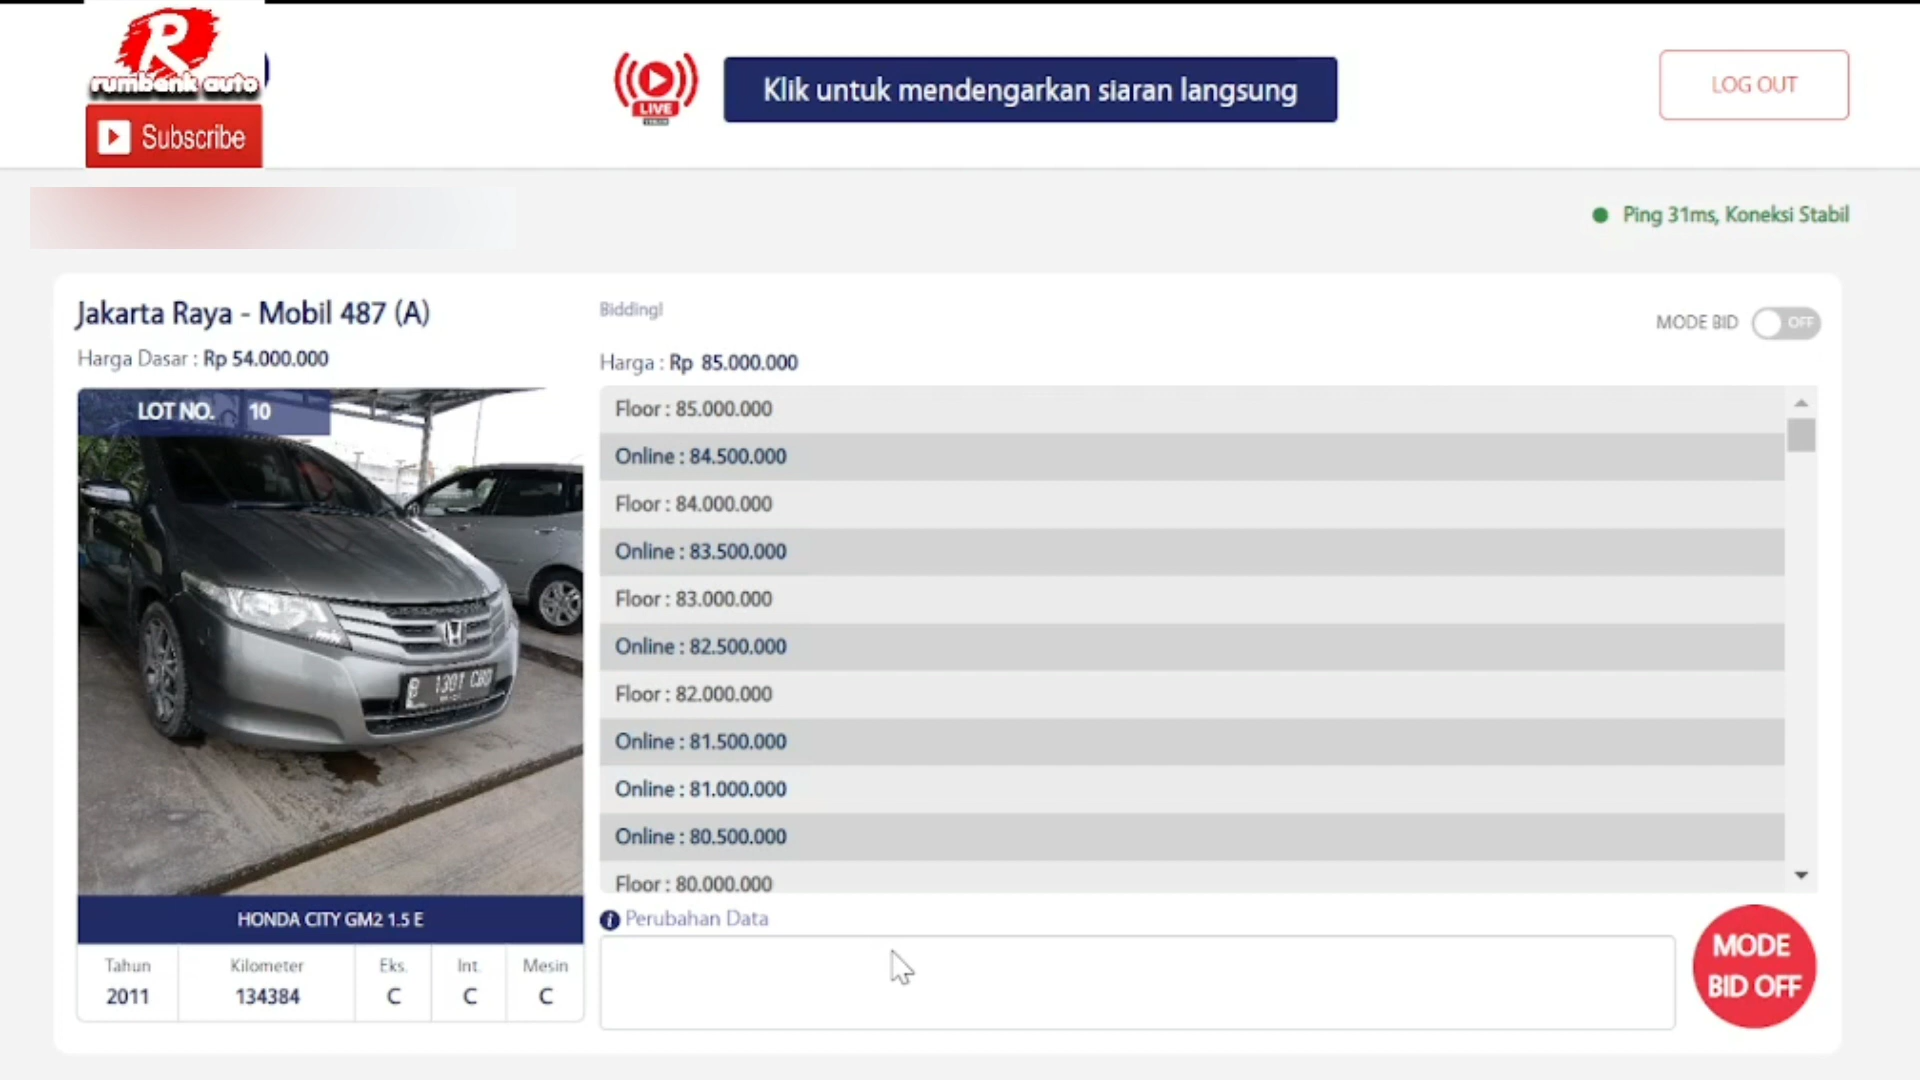 R
rumbank auto
Subscribe
LIVE
Klik untuk mendengarkan siaran langsung
LOG OUT
Ping 31ms, Koneksi Stabil
Jakarta Raya - Mobil 487 (A)
Harga Dasar : Rp 54.000.000
LOT NO. 10
B 1301 CBO
HONDA CITY GM2 1.5 E
Tahun Kilometer Eks. Int. Mesin
2011 134384 C C C
Bidding!
MODE BID OFF
Harga : Rp 85.000.000
Floor : 85.000.000
Online : 84.500.000
Floor : 84.000.000
Online : 83.500.000
Floor : 83.000.000
Online : 82.500.000
Floor : 82.000.000
Online : 81.500.000
Online : 81.000.000
Online : 80.500.000
Floor : 80.000.000
Perubahan Data
MODE
BID OFF